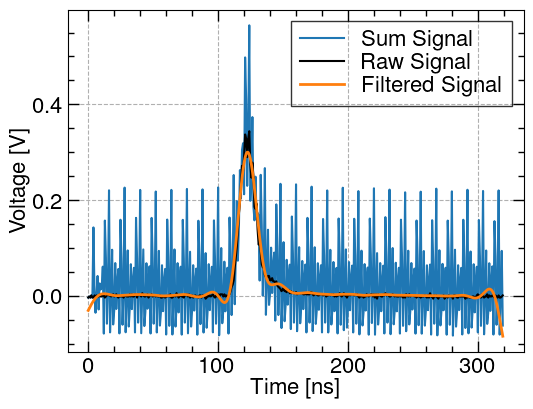 Sum Signal
Raw Signal
Filtered Signal
0.4
0.2
0.0
Voltage [V]
0
100
200
300
Time [ns]